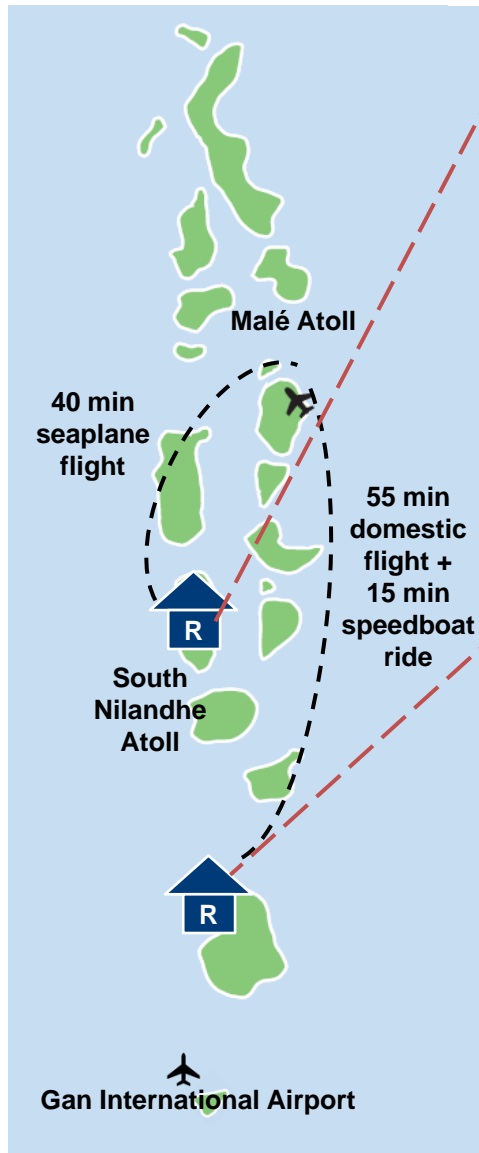 Malé Atoll
40 min
seaplane
flight
55 min
domestic
flight +
15 min
speedboat
ride
R
South
Nilandhe
Atoll
R
Gan International Airport